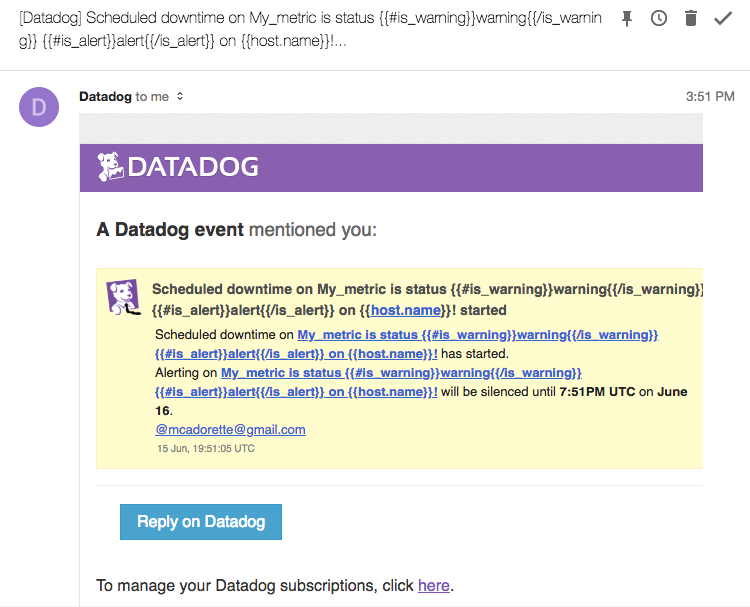 [Datadog] Scheduled downtime on My_metric is status {{#is_warning}}warning{{/is_warnin
g}} {{#is_alert}}alert{{/is_alert}} on {{host.name}}!...
D
Datadog to me
3:51 PM
DATADOG
A Datadog event mentioned you:
Scheduled downtime on My_metric is status {{#is_warning}}warning{{/is_warning}}
{{#is_alert}}alert{{/is_alert}} on {{host.name}}! started
Scheduled downtime on My_metric is status {{#is_warning}}warning{{/is_warning}}
{{#is_alert}}alert{{/is_alert}} on {{host.name}}! has started.
Alerting on My_metric is status {{#is_warning}}warning{{/is_warning}}
{{#is_alert}}alert{{/is_alert}} on {{host.name}}! will be silenced until 7:51PM UTC on June
16.
@mcadorette@gmail.com
15 Jun, 19:51:05 UTC
Reply on Datadog
To manage your Datadog subscriptions, click here.